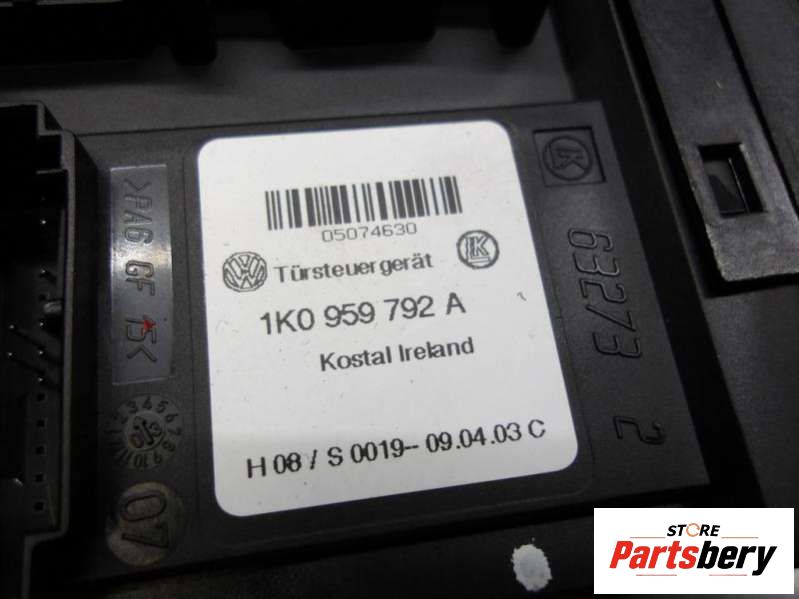 05074630
VW Türsteuergerät K
1K0 959 792 A
Kostal Ireland
H 08 / S 0019-- 09.04.03 C
>PA6 GF 15<
07
K
63273 2
STORE
Partsbery